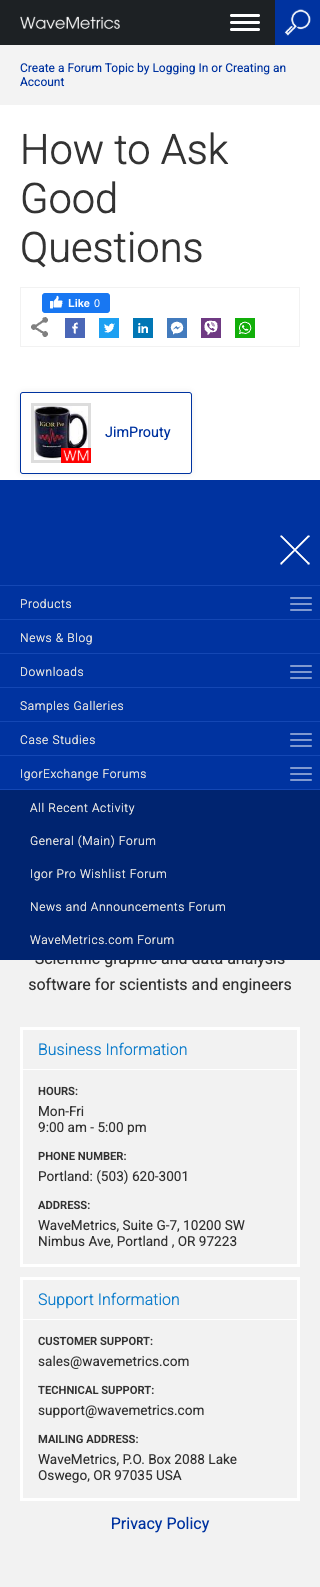 WaveMetrics
Create a Forum Topic by Logging In or Creating an
Account
How to Ask
Good
Questions
Like 0
IGOR Pro
WM
JimProuty
Products
News & Blog
Downloads
Samples Galleries
Case Studies
IgorExchange Forums
All Recent Activity
General (Main) Forum
Igor Pro Wishlist Forum
News and Announcements Forum
WaveMetrics.com Forum
Scientific graphic and data analysis
software for scientists and engineers
Business Information
HOURS:
Mon-Fri
9:00 am - 5:00 pm
PHONE NUMBER:
Portland: (503) 620-3001
ADDRESS:
WaveMetrics, Suite G-7, 10200 SW
Nimbus Ave, Portland , OR 97223
Support Information
CUSTOMER SUPPORT:
sales@wavemetrics.com
TECHNICAL SUPPORT:
support@wavemetrics.com
MAILING ADDRESS:
WaveMetrics, P.O. Box 2088 Lake
Oswego, OR 97035 USA
Privacy Policy